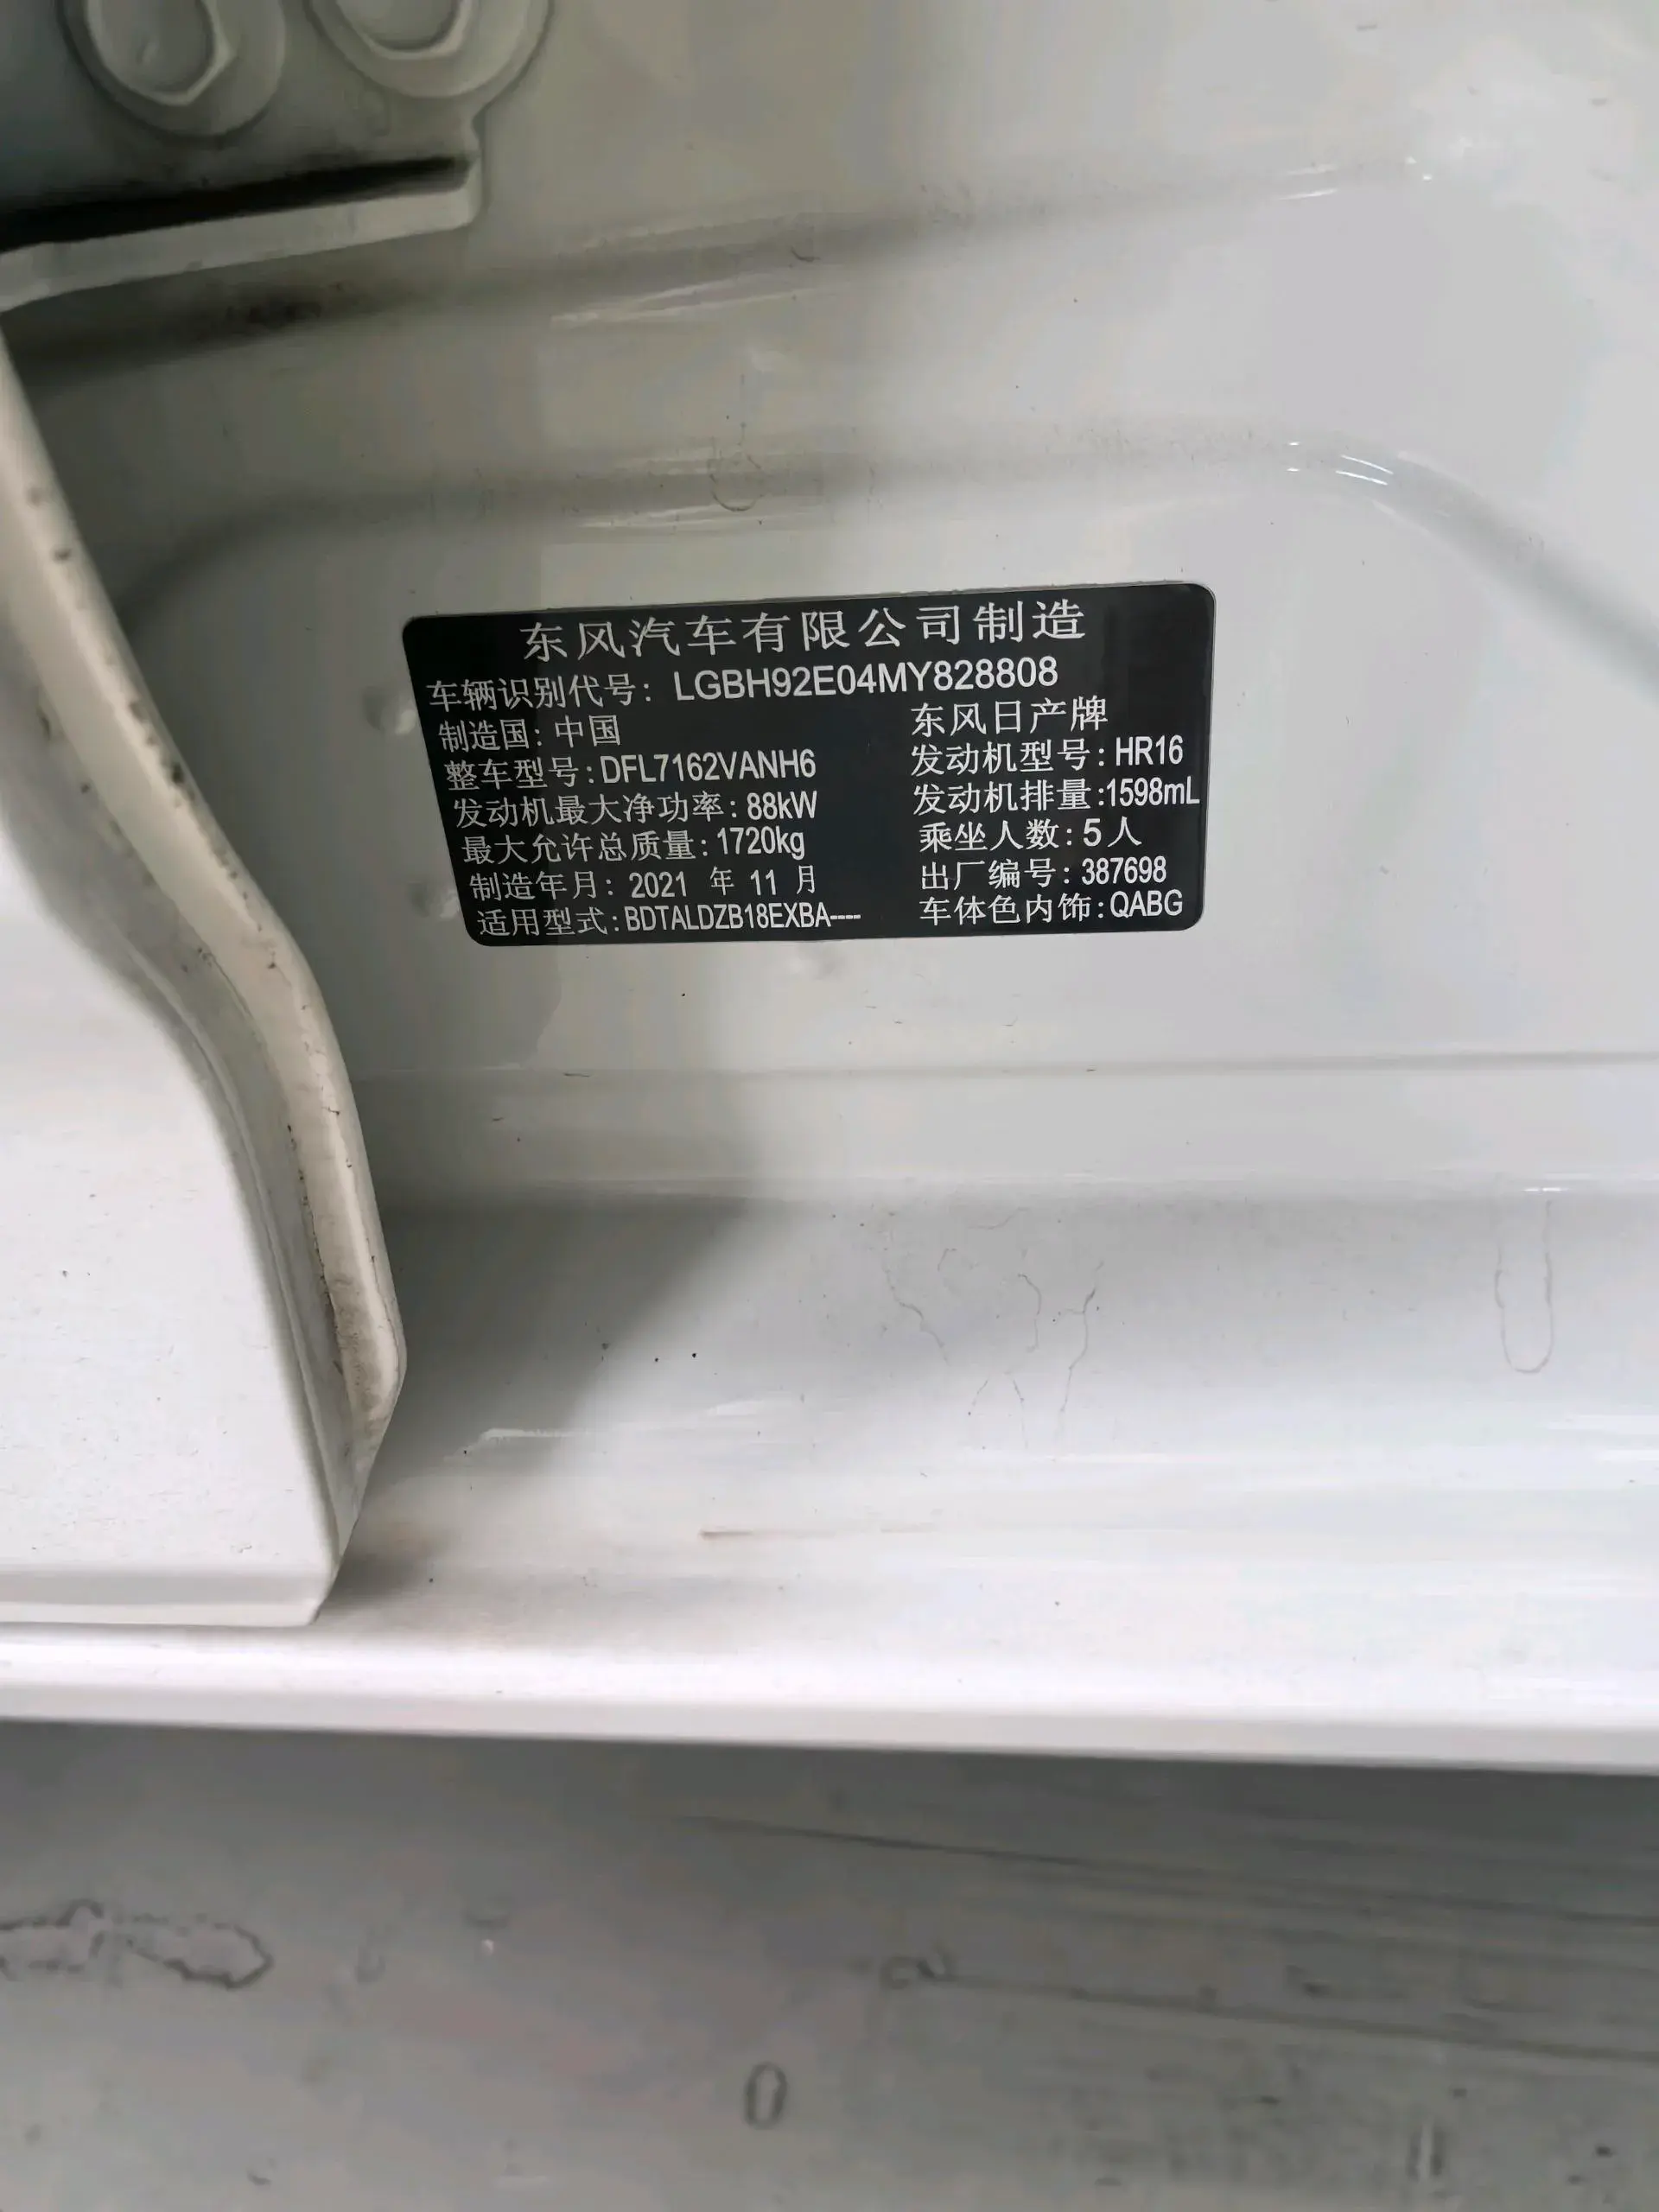 东风汽车有限公司制造
车辆识别代号：LGBH92E04MY828808
制造国：中国 东风日产牌
整车型号：DFL7162VANH6 发动机型号：HR16
发动机最大净功率：88kW 发动机排量：1598mL
最大允许总质量：1720kg 乘坐人数：5人
制造年月：2021 年 11 月 出厂编号：387698
适用型式：BDTALDZB18EXBA---- 车体色内饰：QABG